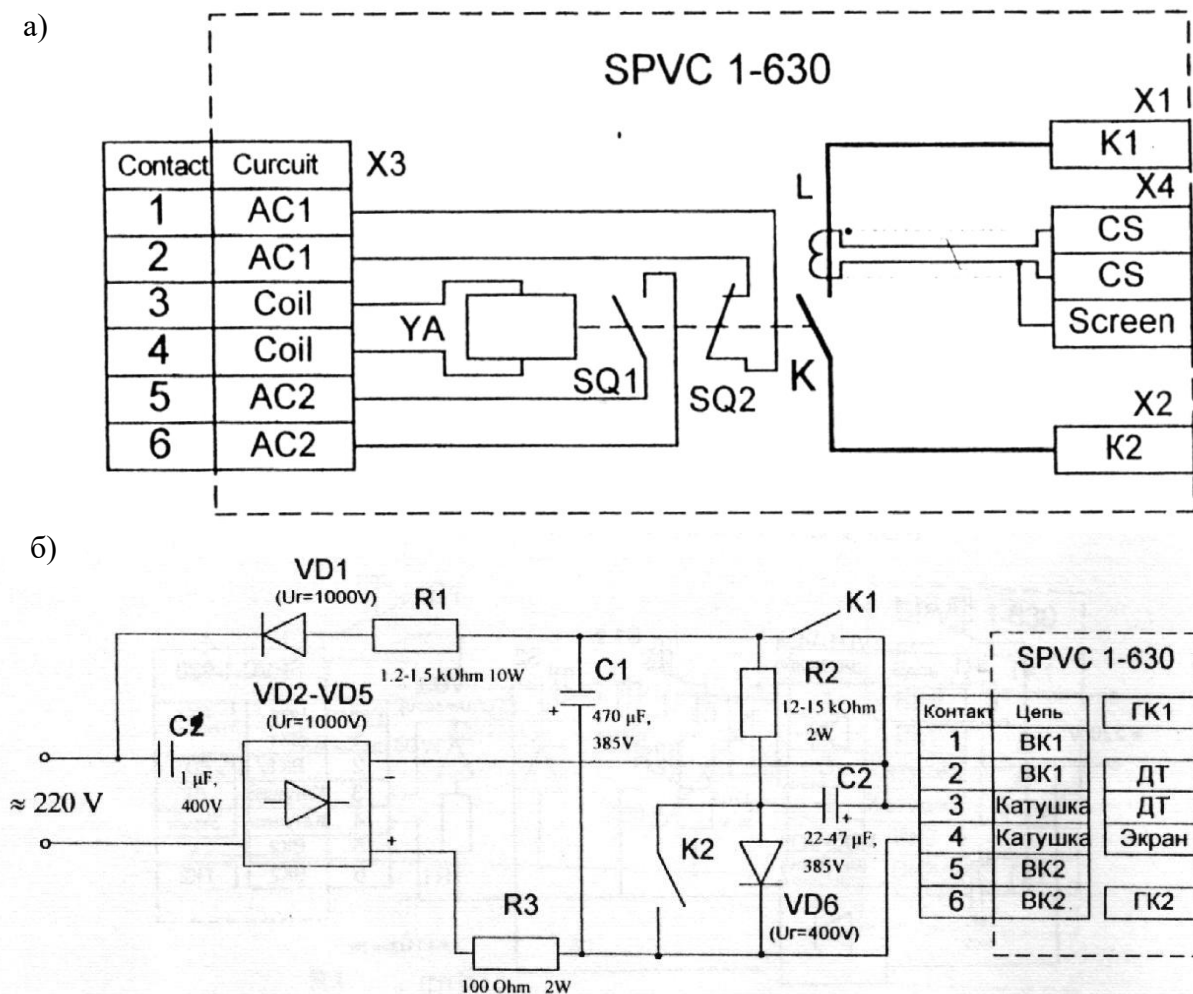 а)
SPVC 1-630
X1
K1
X4
Contact Curcuit X3
1 AC1
2 AC1
3 Coil
4 Coil
5 AC2
6 AC2
YA
SQ1
SQ2
L
K
CS
CS
Screen
X2
K2
б)
VD1
(Ur=1000V)
R1
1.2-1.5 kOhm 10W
VD2-VD5
(Ur=1000V)
1 µF,
400V
≈ 220 V
−
+
R3
100 Ohm 2W
C1
+
470 µF,
385V
K1
R2
12-15 kOhm
2W
C2
+
22-47 µF,
385V
K2
VD6
(Ur=400V)
SPVC 1-630
Контакт Цепь ГК1
1 ВК1
2 ВК1 ДТ
3 Катушка ДТ
4 Катушка Экран
5 ВК2
6 ВК2 ГК2